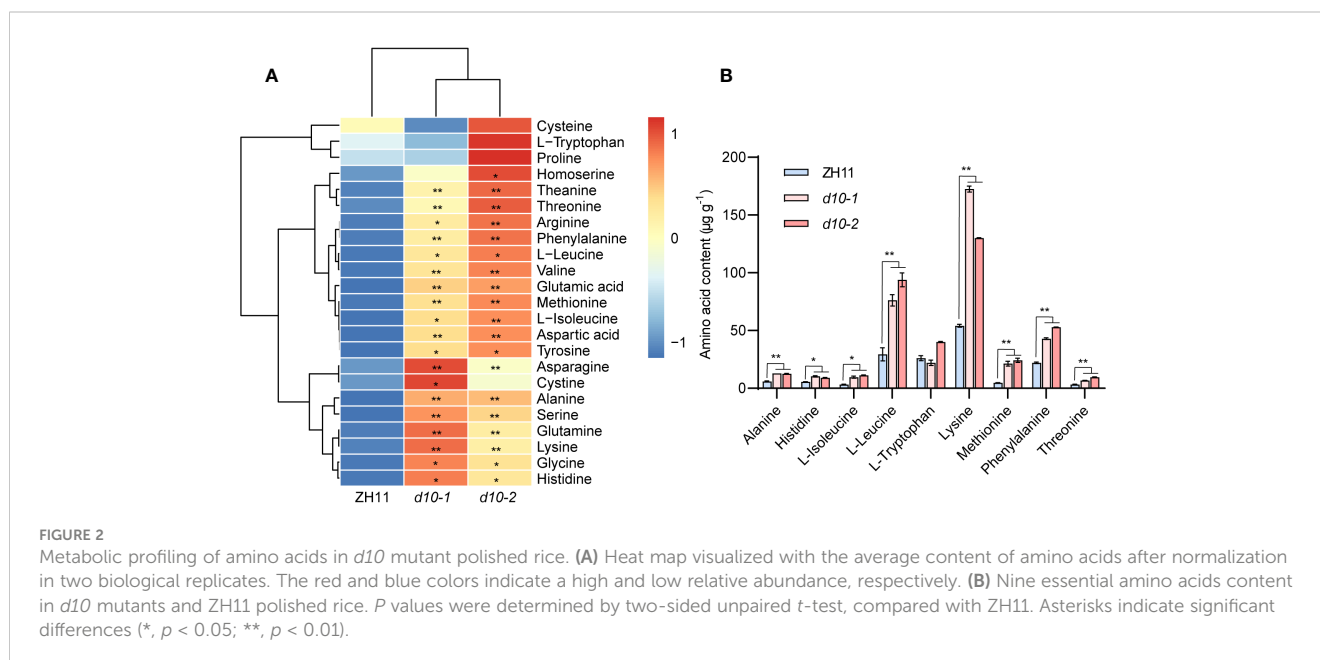 A
Cysteine
L−Tryptophan
Proline
Homoserine
* Theanine
** ** Threonine
** ** Arginine
* ** Phenylalanine
** ** L−Leucine
* * Valine
** ** Glutamic acid
** ** Methionine
** ** L−Isoleucine
* ** Aspartic acid
** ** Tyrosine
* * Asparagine
** ** Cystine
* Alanine
** ** Serine
** ** Glutamine
** ** Lysine
** ** Glycine
* * Histidine
* *
ZH11 d10-1 d10-2
1
0
−1
B
Amino acid content (µg g⁻¹)
200
150
100
50
0
ZH11
d10-1
d10-2
** * * ** ** ** ** **
Alanine
Histidine
L-Isoleucine
L-Leucine
L-Tryptophan
Lysine
Methionine
Phenylalanine
Threonine
FIGURE 2
Metabolic profiling of amino acids in d10 mutant polished rice. (A) Heat map visualized with the average content of amino acids after normalization
in two biological replicates. The red and blue colors indicate a high and low relative abundance, respectively. (B) Nine essential amino acids content
in d10 mutants and ZH11 polished rice. P values were determined by two-sided unpaired t-test, compared with ZH11. Asterisks indicate significant
differences (*, p < 0.05; **, p < 0.01).